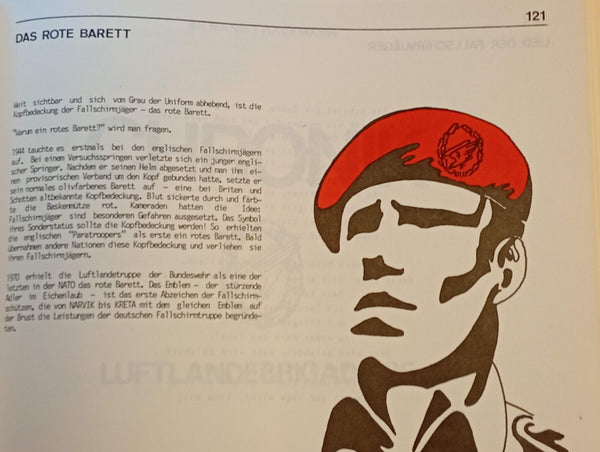 121
DAS ROTE BARETT
Weit sichtbar und sich vom Grau der Uniform abhebend, ist die
Kopfbedeckung der Fallschirmjäger - das rote Barett.
"Warum ein rotes Barett?" wird man fragen.
1944 tauchte es erstmals bei den englischen Fallschirmjägern
auf. Bei einem Versuchsspringen verletzte sich ein junger engli-
scher Springer. Nachdem er seinen Helm abgesetzt und man ihm ei-
nen provisorischen Verband um den Kopf gebunden hatte, setzte er
sein normales olivfarbenes Barett auf - eine bei Briten und
Schotten altbekannte Kopfbedeckung. Blut sickerte durch und färb-
te die Baskenmütze rot. Kameraden hatten die Idee:
Fallschirmjäger sind besonderen Gefahren ausgesetzt. Das Symbol
ihres Sonderstatus sollte die Kopfbedeckung werden! So erhielten
die englischen "Paratroopers" als erste ein rotes Barett. Bald
übernahmen andere Nationen diese Kopfbedeckung und verliehen sie
ihren Fallschirmjägern.
1970 erhielt die Luftlandetruppe der Bundeswehr als eine der
letzten in der NATO das rote Barett. Das Emblem - der stürzende
Adler im Eichenlaub - ist das erste Abzeichen der Fallschirm-
schützen, die von NARVIK bis KRETA mit dem gleichen Emblem auf
der Brust die Leistungen der deutschen Fallschirmtruppe begründe-
ten.
LIED DER FALLSCHIRMJÄGER
CHRONIK
LUFTLANDEBRIGADE